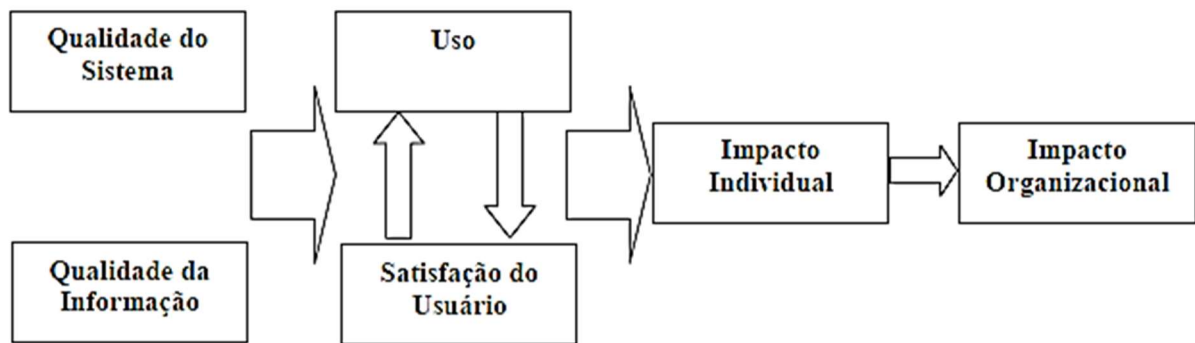 Qualidade do
Sistema
Uso
Qualidade da
Informação
Satisfação do
Usuário
Impacto
Individual
Impacto
Organizacional